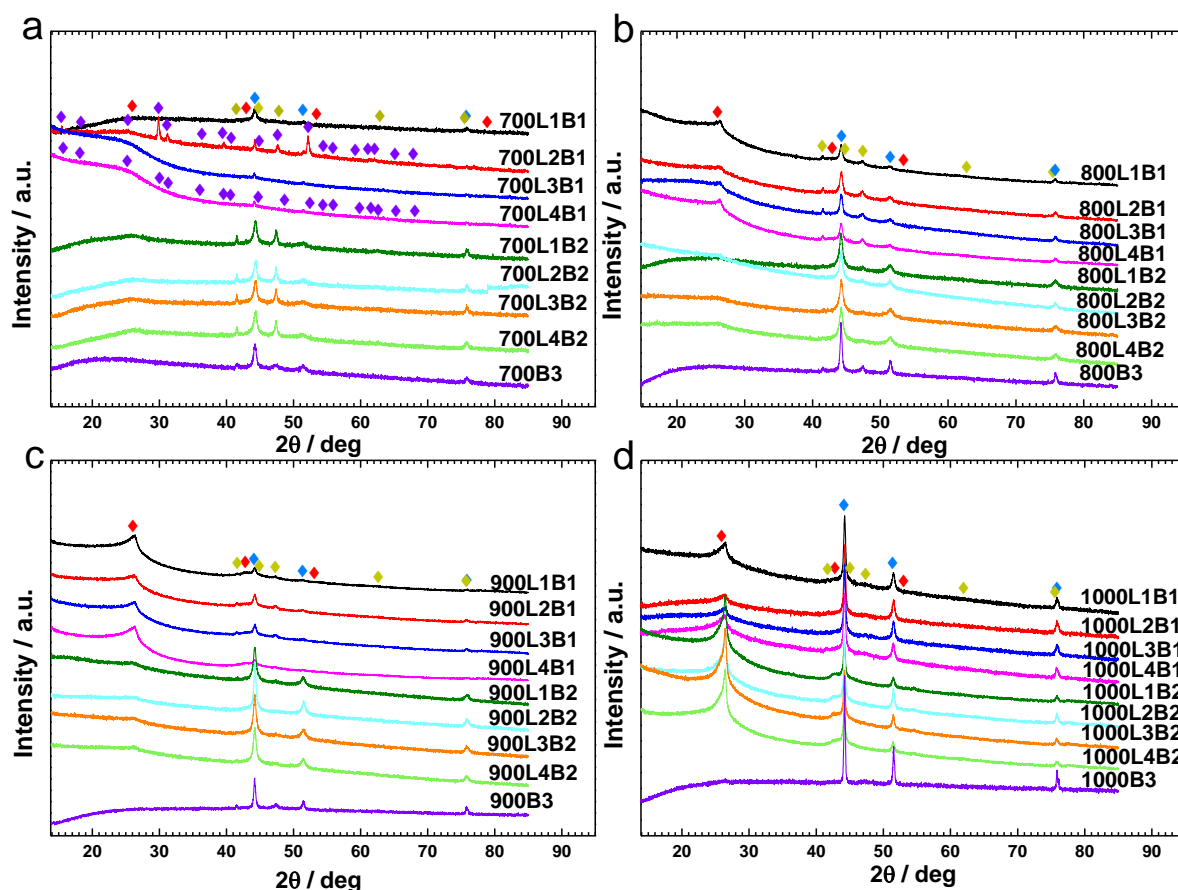 a
Intensity / a.u.
700L1B1
700L2B1
700L3B1
700L4B1
700L1B2
700L2B2
700L3B2
700L4B2
700B3
20 30 40 50 60 70 80 90
2θ / deg
b
Intensity / a.u.
800L1B1
800L2B1
800L3B1
800L4B1
800L1B2
800L2B2
800L3B2
800L4B2
800B3
20 30 40 50 60 70 80 90
2θ / deg
c
Intensity / a.u.
900L1B1
900L2B1
900L3B1
900L4B1
900L1B2
900L2B2
900L3B2
900L4B2
900B3
20 30 40 50 60 70 80 90
2θ / deg
d
Intensity / a.u.
1000L1B1
1000L2B1
1000L3B1
1000L4B1
1000L1B2
1000L2B2
1000L3B2
1000L4B2
1000B3
20 30 40 50 60 70 80 90
2θ / deg